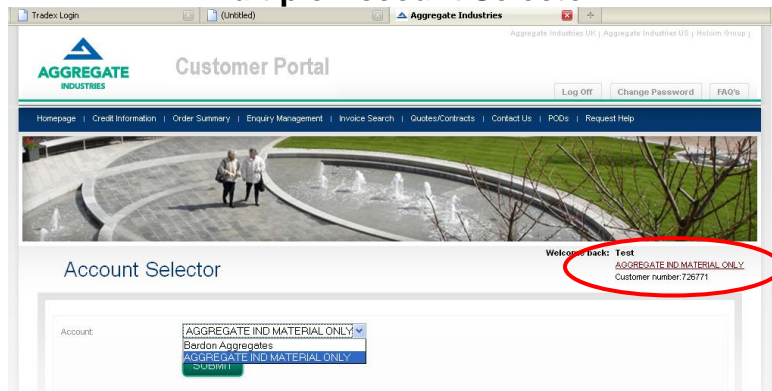 Tradex Login (Untitled) Aggregate Industries
Aggregate Industries UK | Aggregate Industries US | Holcim Group |
AGGREGATE
INDUSTRIES
Customer Portal
Log Off Change Password FAQ's
Homepage | Credit Information | Order Summary | Enquiry Management | Invoice Search | Quotes/Contracts | Contact Us | PODs | Request Help
Welcome back: Test
AGGREGATE IND MATERIAL ONLY
Customer number:726771
Account Selector
Account: AGGREGATE IND MATERIAL ONLY
Bardon Aggregates
AGGREGATE IND MATERIAL ONLY
SUBMIT